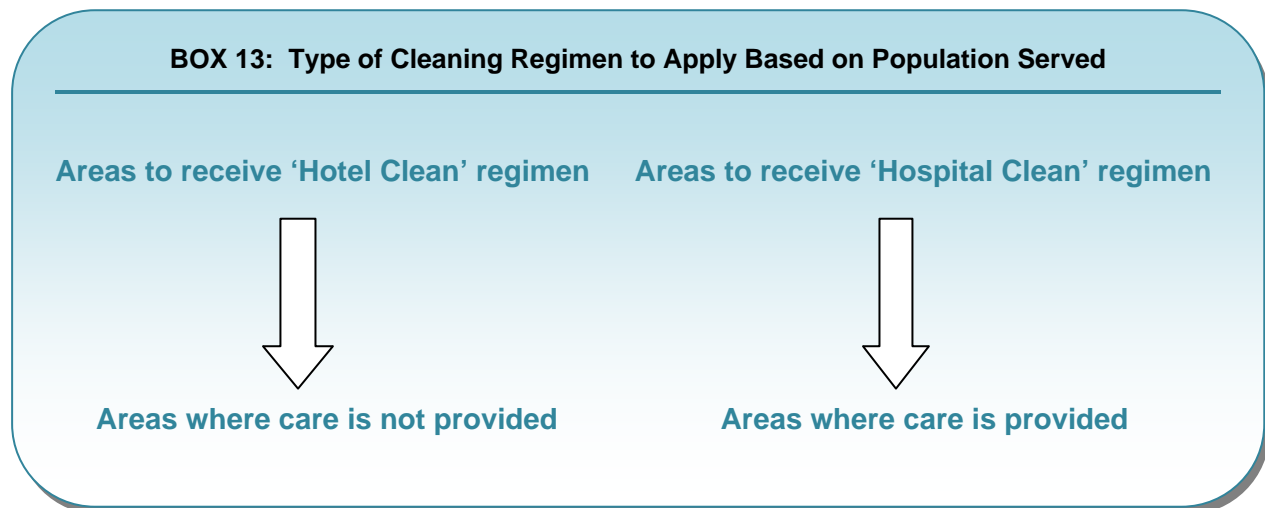 BOX 13:  Type of Cleaning Regimen to Apply Based on Population Served
Areas to receive ‘Hotel Clean’ regimen
Areas to receive ‘Hospital Clean’ regimen
Areas where care is not provided
Areas where care is provided